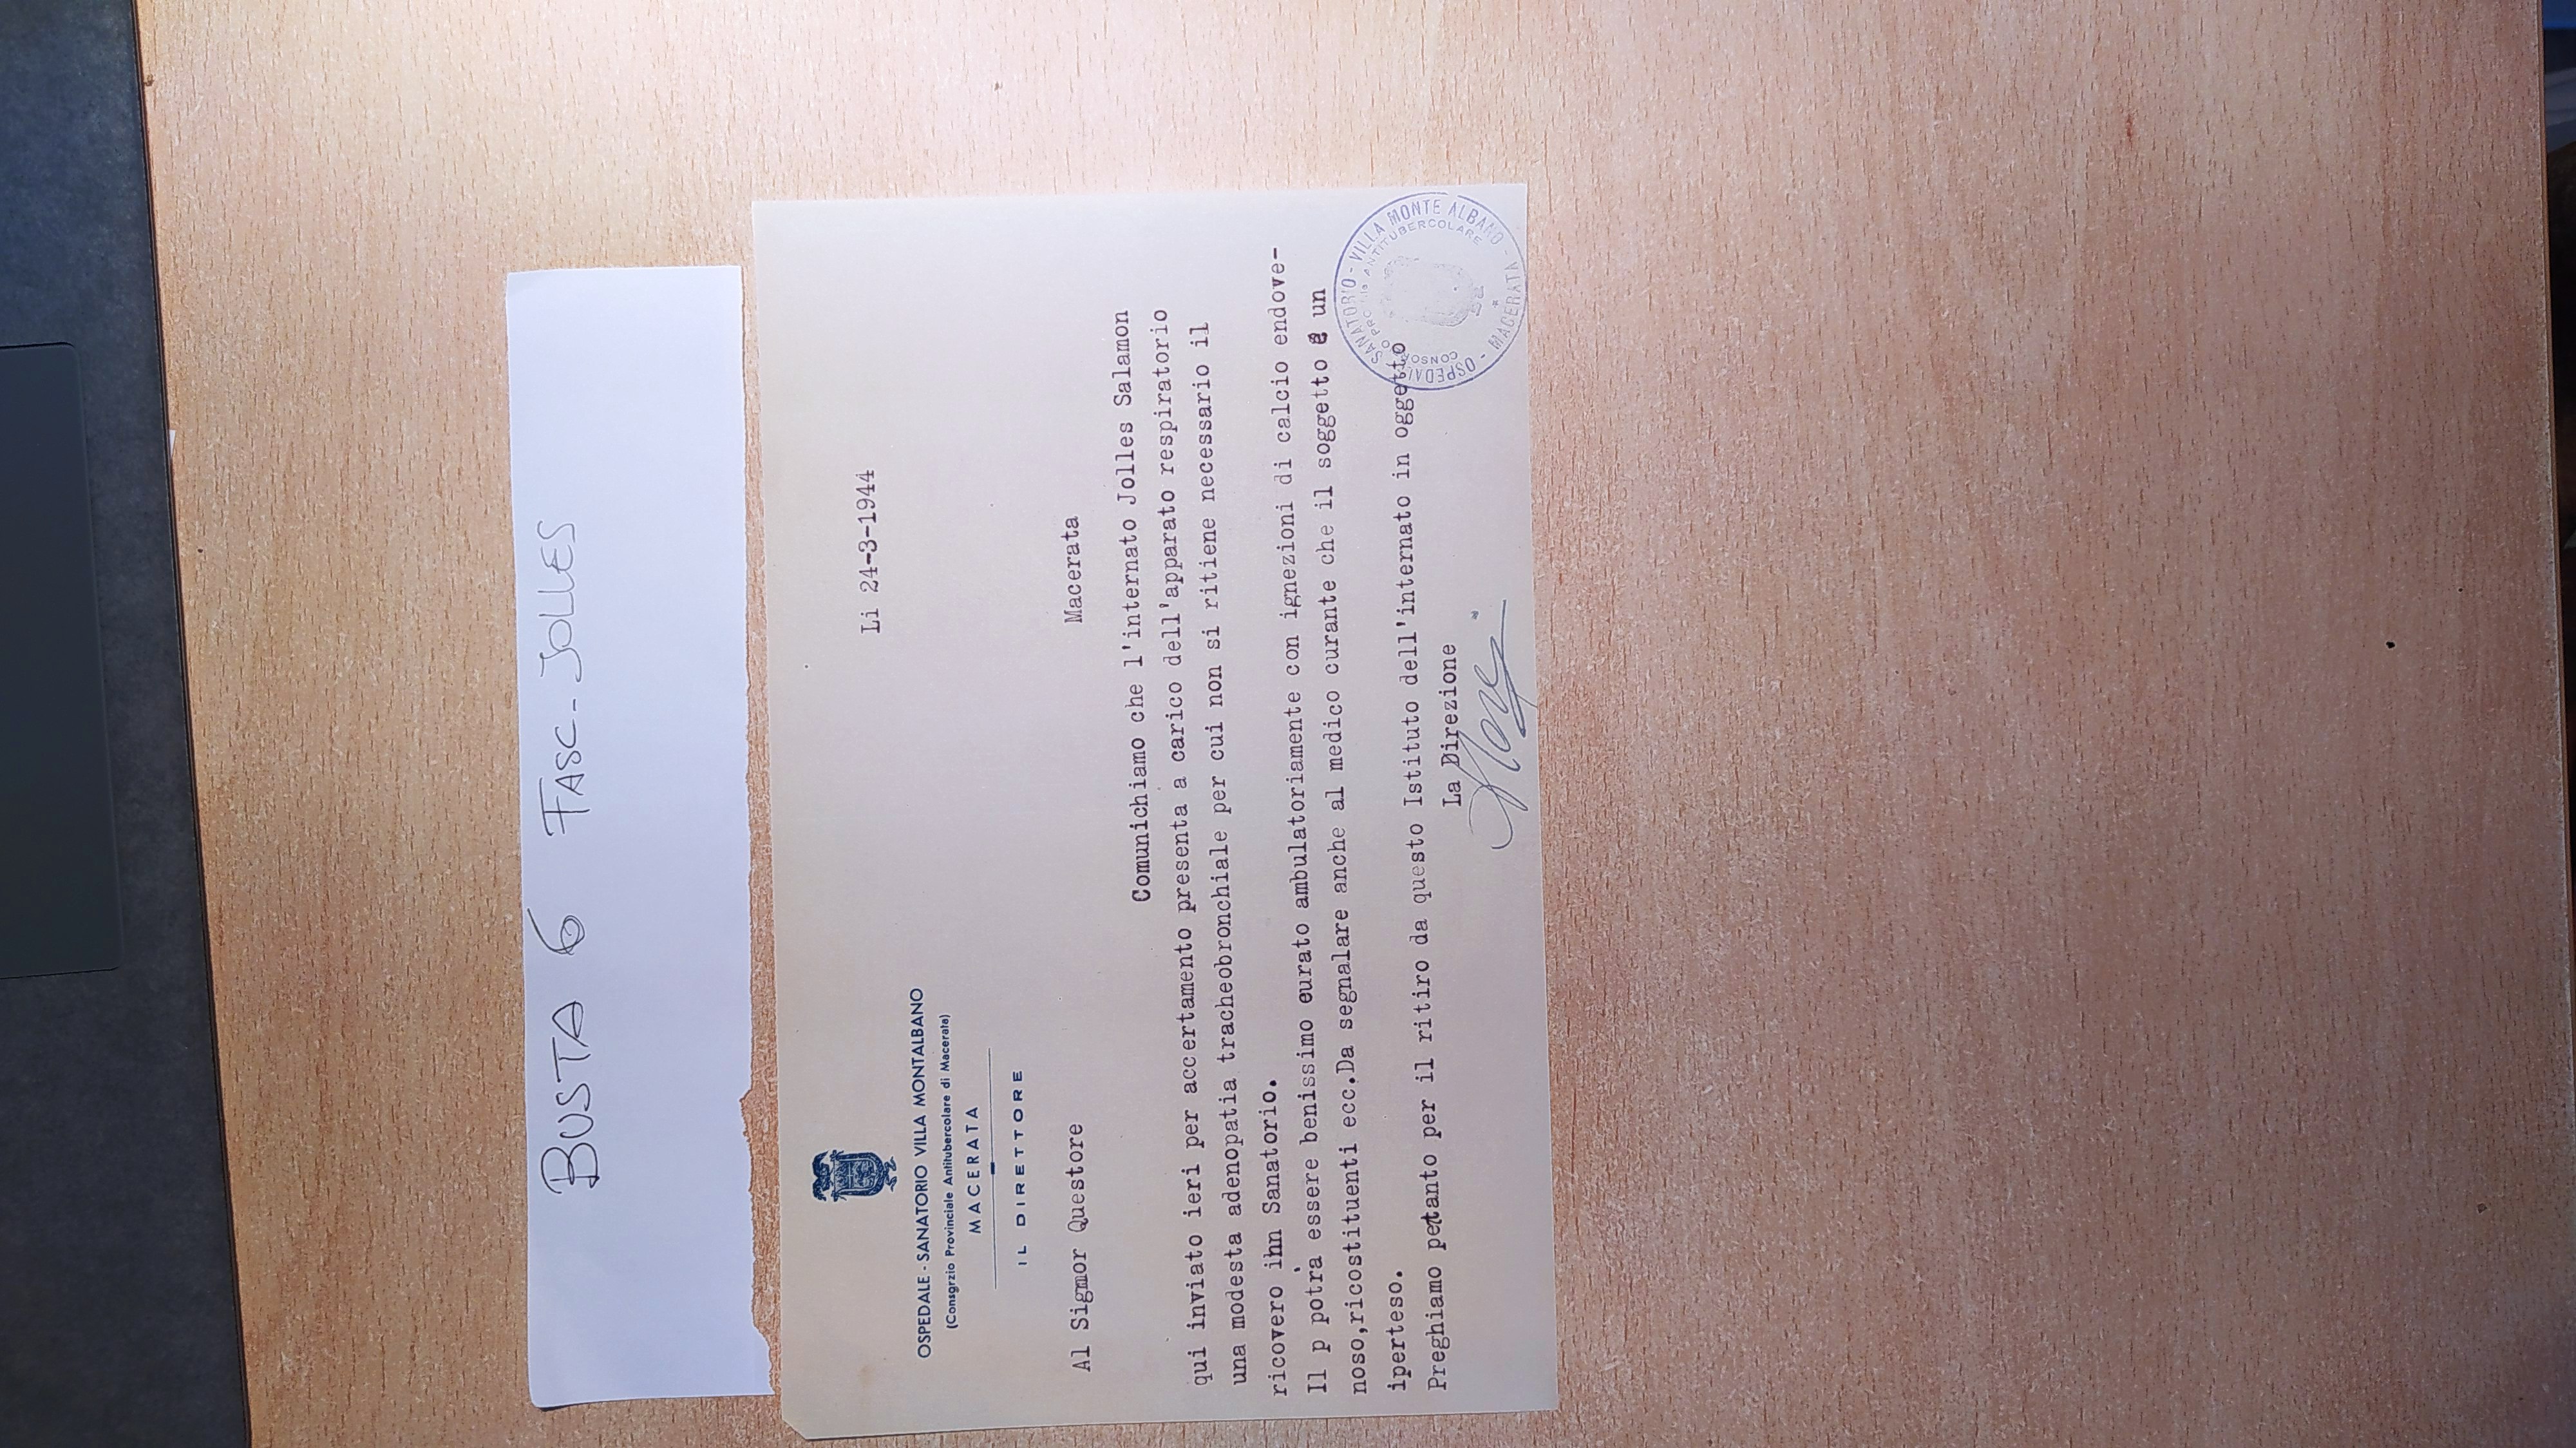 BUSTA 6 FASC - JOLLES
OSPEDALE - SANATORIO VILLA MONTALBANO
(Consorzio Provinciale Antitubercolare di Macerata)
MACERATA
IL DIRETTORE
Li 24-3-1944
Al Sigmor Questore Macerata
Comunichiamo che l'internato Jolles Salamon
qui inviato ieri per accertamento presenta a carico dell'apparato respiratorio
una modesta adenopatia tracheobronchiale per cui non si ritiene necessario il
ricovero ihn Sanatorio.
Il p potrà essere benissimo curato ambulatoriamente con ignezioni di calcio endove-
noso,ricostituenti ecc.Da segnalare anche al medico curante che il soggetto è un
iperteso.
Preghiamo pertanto per il ritiro da questo Istituto dell'internato in oggetto
La Direzione
OSPEDALE SANATORIO - VILLA MONTE ALBANO - MACERATA -
CONSORZIO PROV.LE ANTITUBERCOLARE